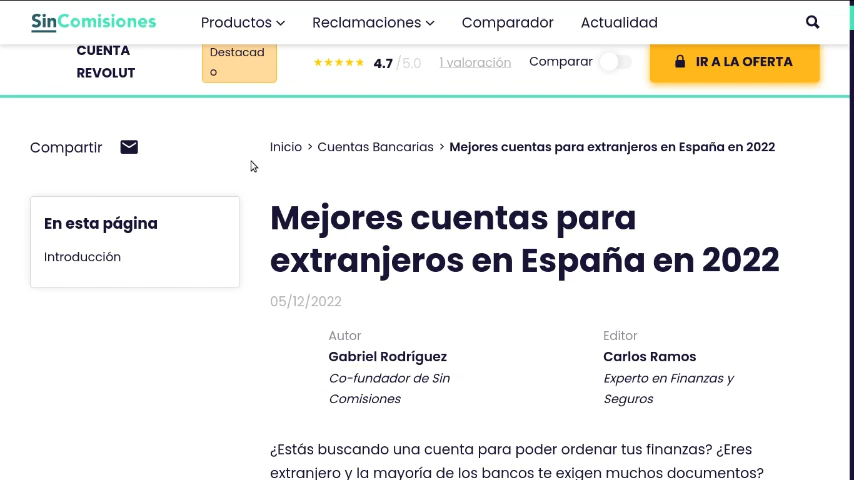 SinComisiones
Productos
Reclamaciones
Comparador
Actualidad
CUENTA
REVOLUT
Destacad
o
4.7 /5.0
1 valoración
Comparar
IR A LA OFERTA
Compartir
Inicio > Cuentas Bancarias > Mejores cuentas para extranjeros en España en 2022
En esta página
Introducción
Mejores cuentas para
extranjeros en España en 2022
05/12/2022
Autor
Gabriel Rodríguez
Co-fundador de Sin
Comisiones
Editor
Carlos Ramos
Experto en Finanzas y
Seguros
¿Estás buscando una cuenta para poder ordenar tus finanzas? ¿Eres
extranjero y la mayoría de los bancos te exigen muchos documentos?